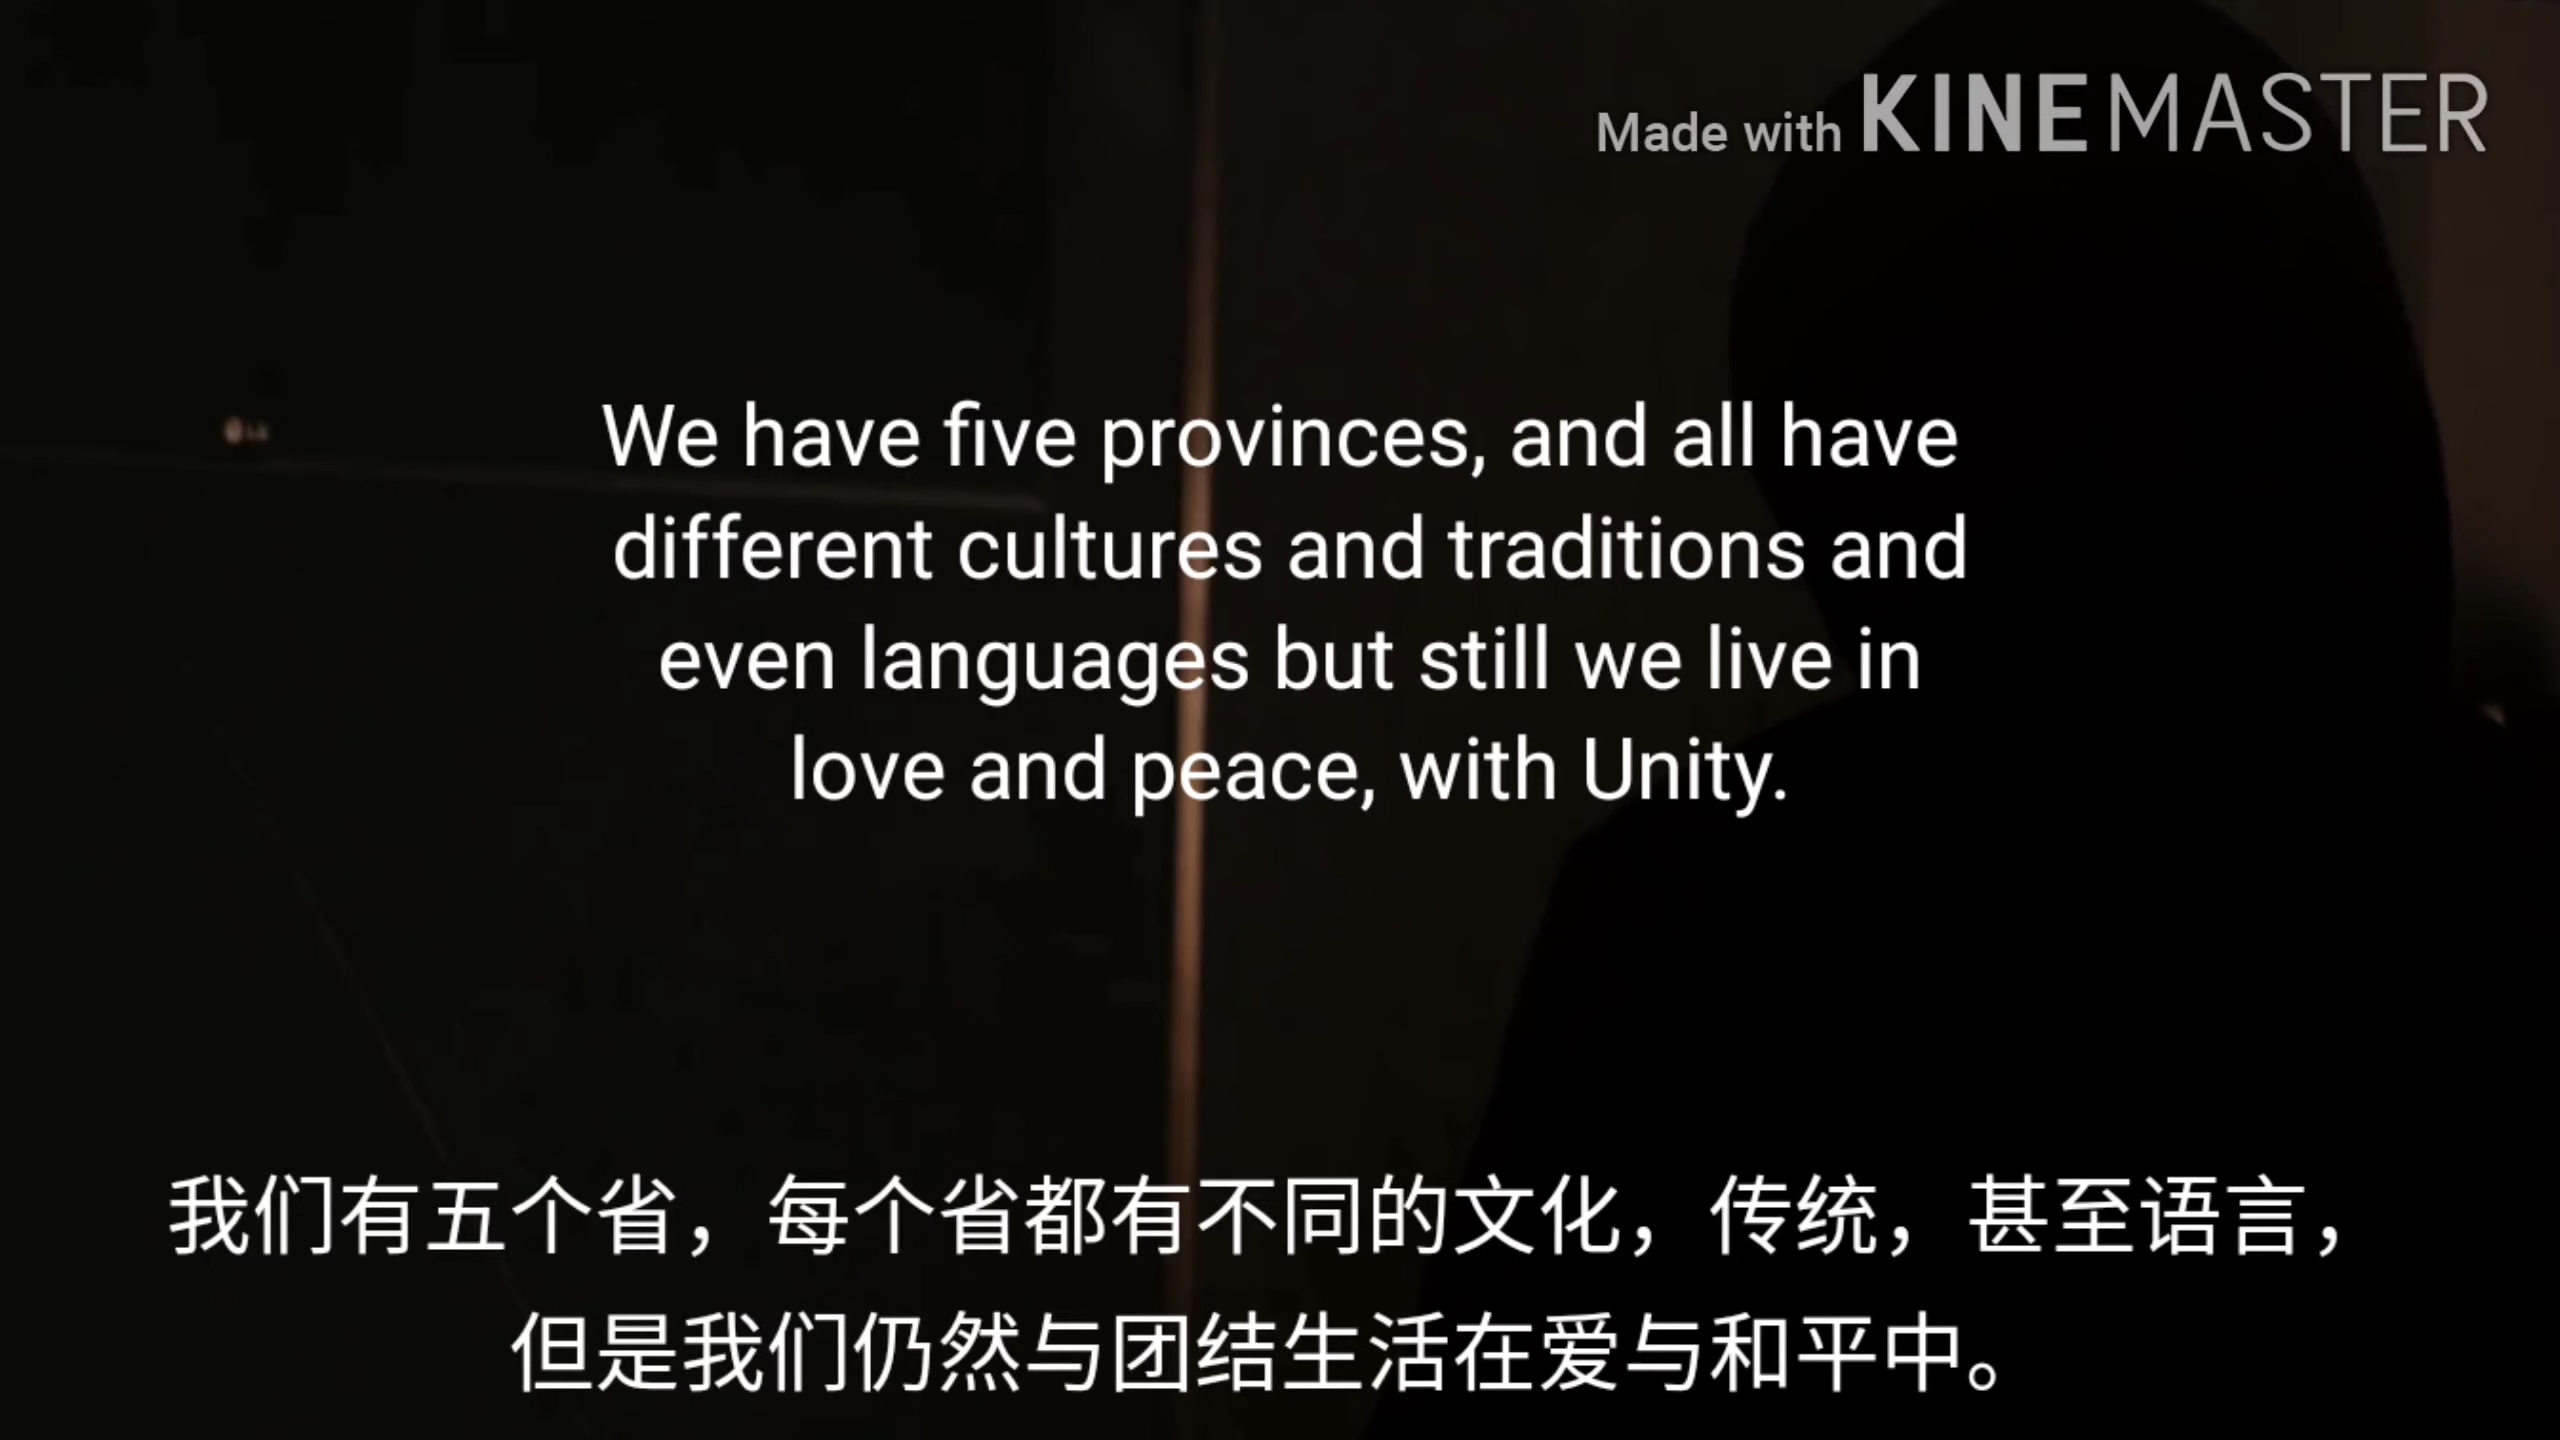 Made with KINEMASTER
We have five provinces, and all have
different cultures and traditions and
even languages but still we live in
love and peace, with Unity.
我们有五个省，每个省都有不同的文化，传统，甚至语言，
但是我们仍然与团结生活在爱与和平中。